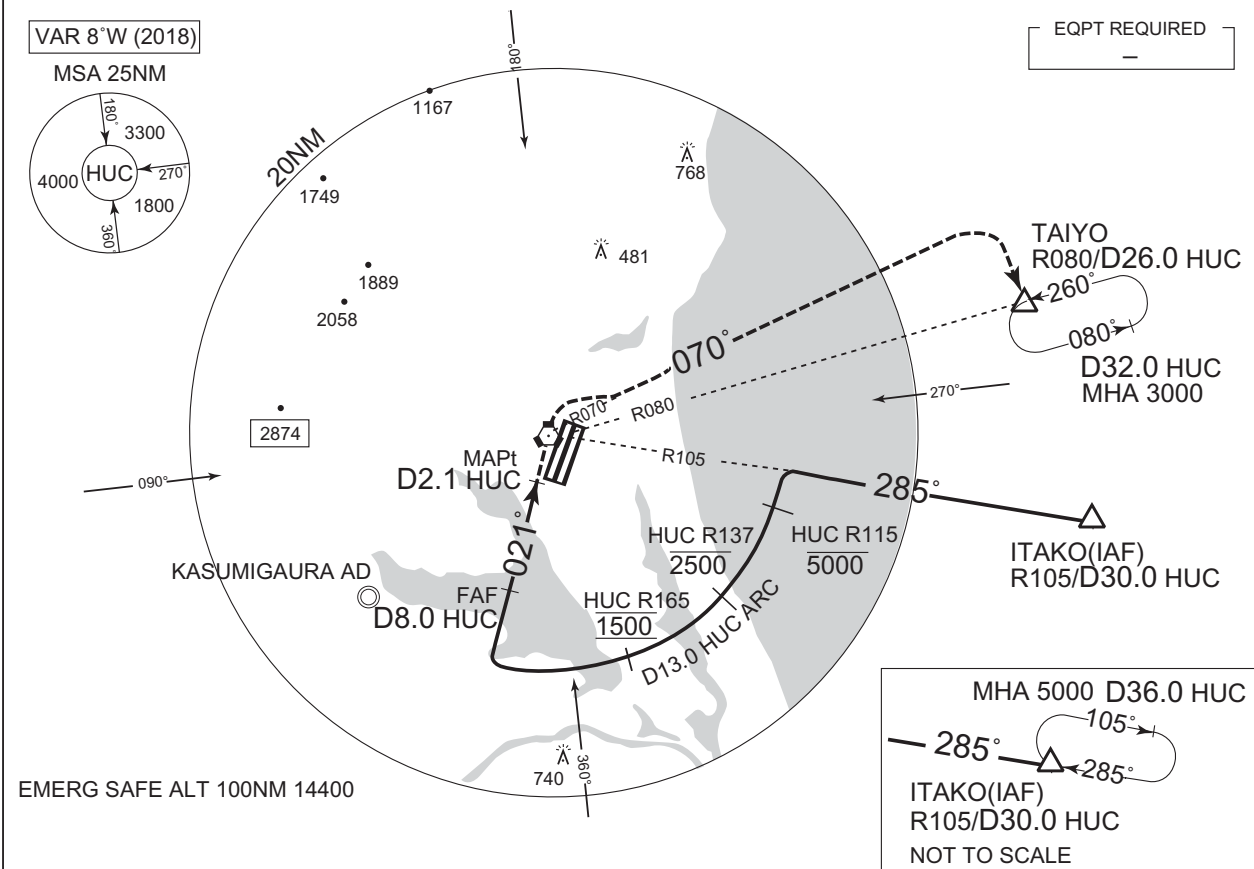 VAR 8°W (2018)
MSA 25NM
180°
3300
HUC
270°
4000
1800
360°
EQPT REQUIRED
–
180°
1167
20NM
768
1749
481
1889
2058
TAIYO
R080/D26.0 HUC
260°
080°
D32.0 HUC
MHA 3000
070°
270°
R070
R080
2874
R105
MAPt
D2.1 HUC
285°
090°
021°
HUC R137
2500
HUC R115
5000
ITAKO(IAF)
R105/D30.0 HUC
KASUMIGAURA AD
FAF
D8.0 HUC
HUC R165
1500
D13.0 HUC ARC
740
360°
EMERG SAFE ALT 100NM 14400
MHA 5000 D36.0 HUC
105°
285°
285°
ITAKO(IAF)
R105/D30.0 HUC
NOT TO SCALE